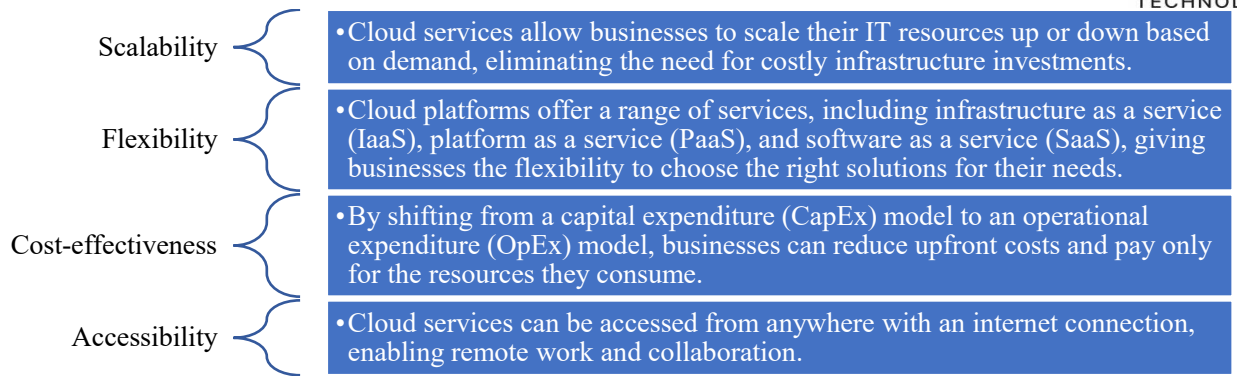 TECHNOL
Scalability
•Cloud services allow businesses to scale their IT resources up or down based
on demand, eliminating the need for costly infrastructure investments.
Flexibility
•Cloud platforms offer a range of services, including infrastructure as a service
(IaaS), platform as a service (PaaS), and software as a service (SaaS), giving
businesses the flexibility to choose the right solutions for their needs.
Cost-effectiveness
•By shifting from a capital expenditure (CapEx) model to an operational
expenditure (OpEx) model, businesses can reduce upfront costs and pay only
for the resources they consume.
Accessibility
•Cloud services can be accessed from anywhere with an internet connection,
enabling remote work and collaboration.